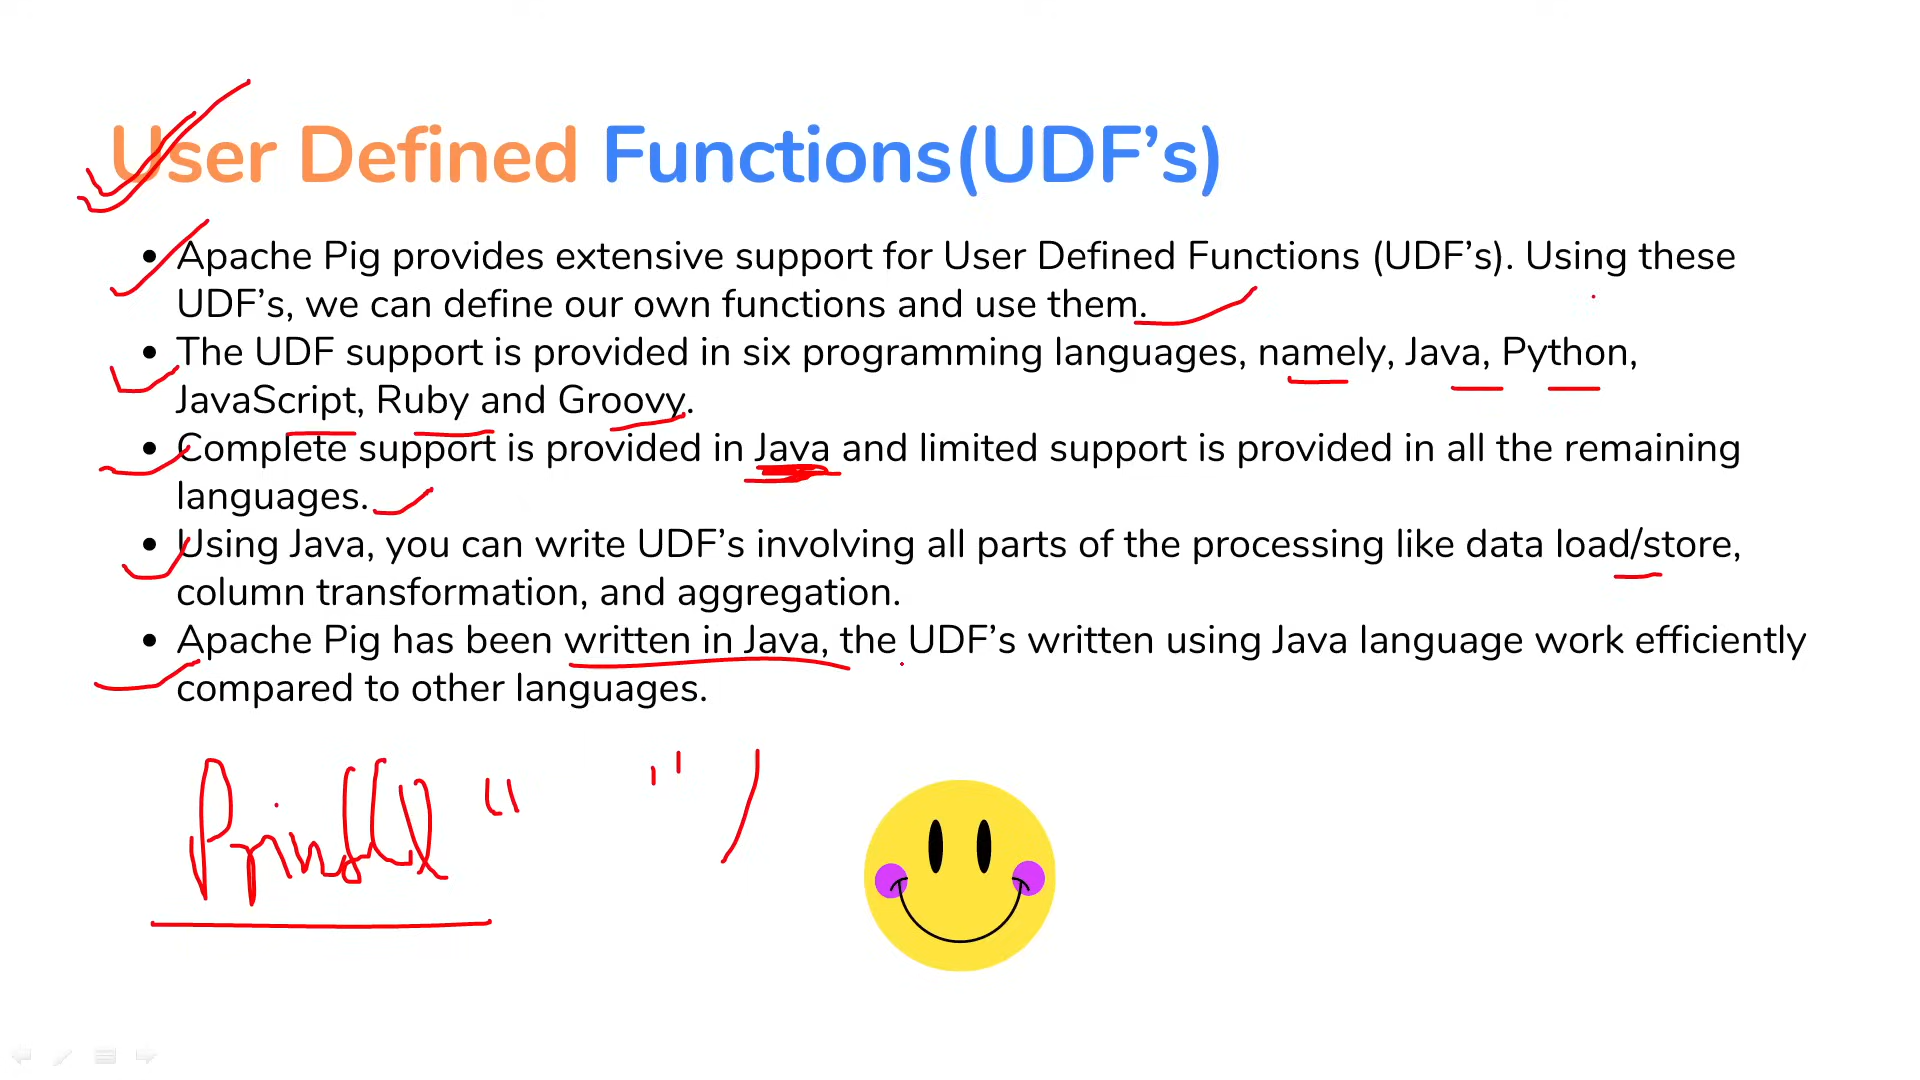 User Defined Functions(UDF’s)
• Apache Pig provides extensive support for User Defined Functions (UDF’s). Using these
UDF’s, we can define our own functions and use them.
• The UDF support is provided in six programming languages, namely, Java, Python,
JavaScript, Ruby and Groovy.
• Complete support is provided in Java and limited support is provided in all the remaining
languages.
• Using Java, you can write UDF’s involving all parts of the processing like data load/store,
column transformation, and aggregation.
• Apache Pig has been written in Java, the UDF’s written using Java language work efficiently
compared to other languages.